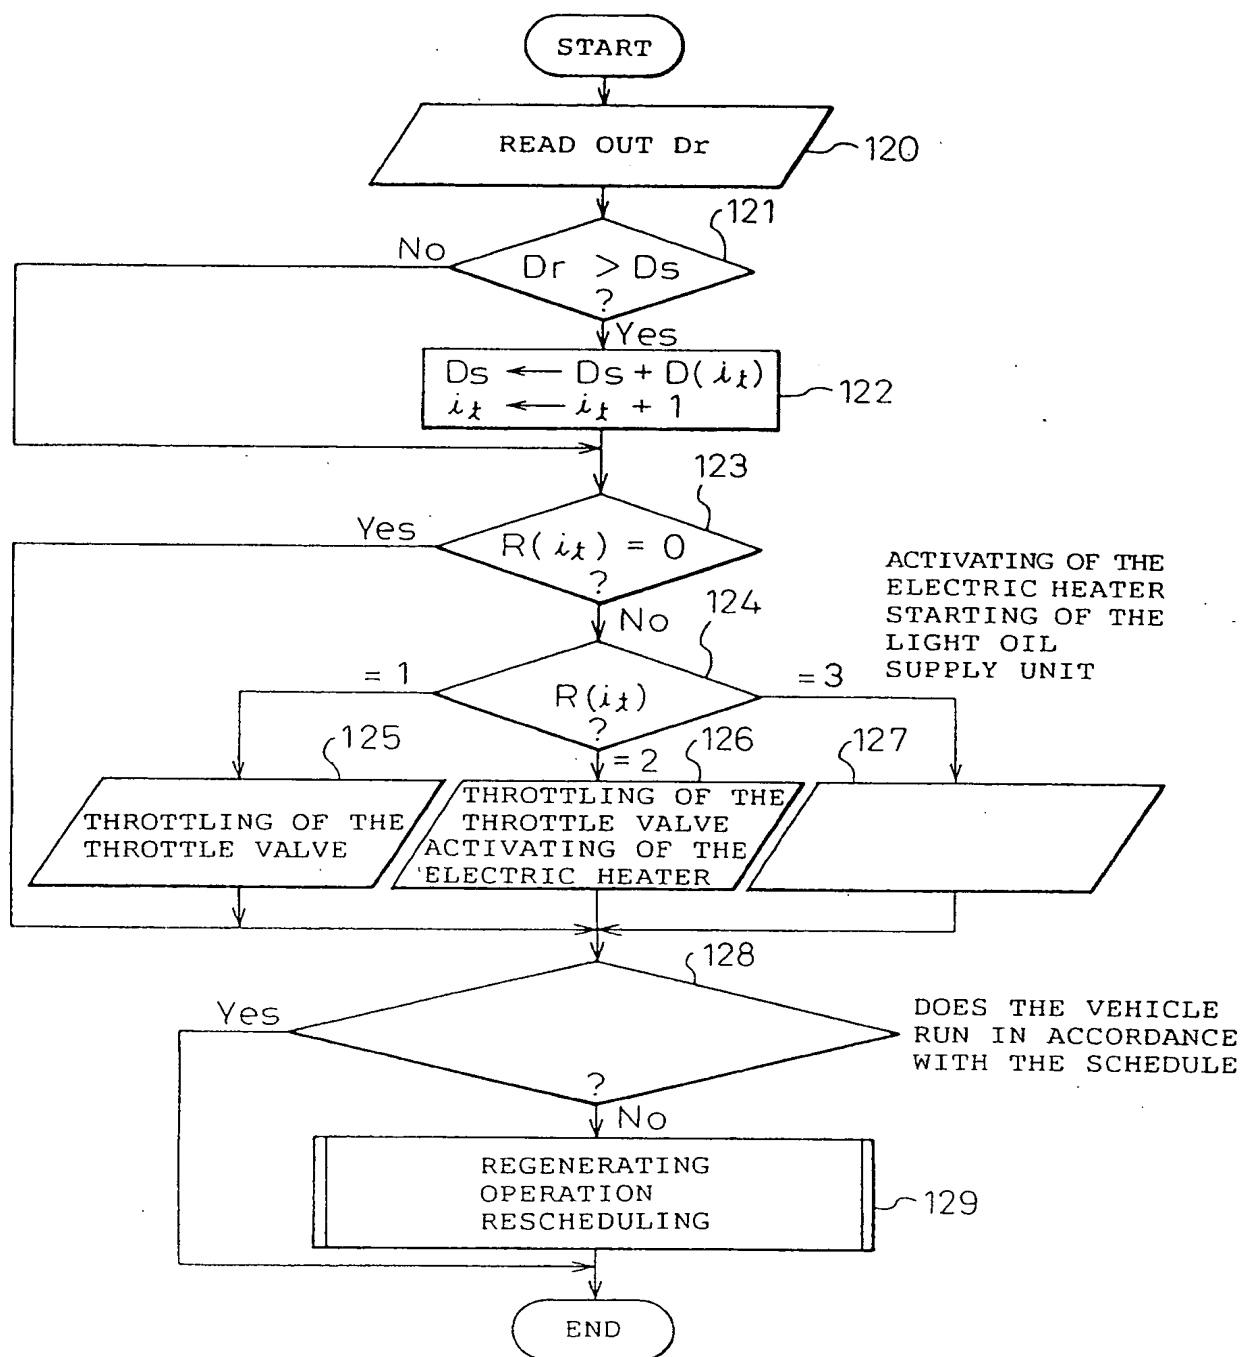 START
READ OUT Dr
120
121
No
Dr > Ds
?
Yes
Ds ← Ds + D(it)
it ← it + 1
122
123
Yes
R(it) = 0
?
No
124
ACTIVATING OF THE
ELECTRIC HEATER
STARTING OF THE
LIGHT OIL
SUPPLY UNIT
= 1
R(it)
?
= 3
= 2
125
126
127
THROTTLING OF THE
THROTTLE VALVE
THROTTLING OF THE
THROTTLE VALVE
ACTIVATING OF THE
ELECTRIC HEATER
128
Yes
?
DOES THE VEHICLE
RUN IN ACCORDANCE
WITH THE SCHEDULE
No
REGENERATING
OPERATION
RESCHEDULING
129
END